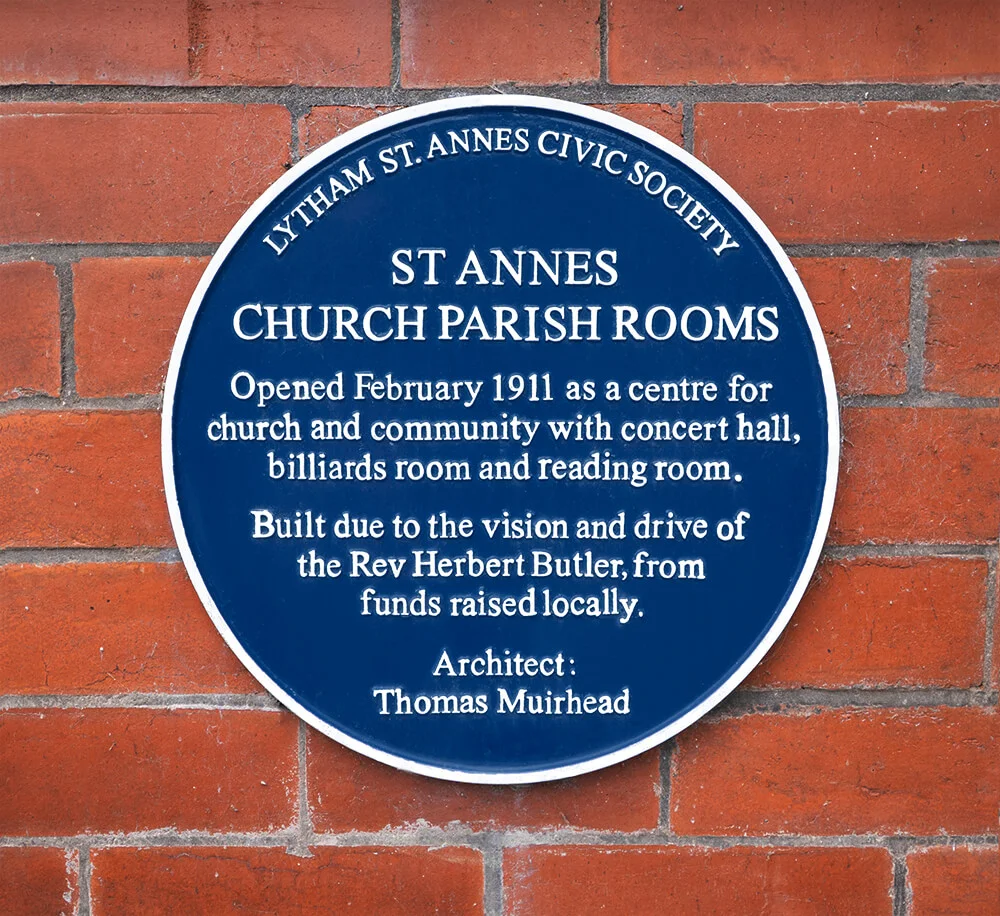 LYTHAM ST. ANNES CIVIC SOCIETY
ST ANNES
CHURCH PARISH ROOMS
Opened February 1911 as a centre for
church and community with concert hall,
billiards room and reading room.
Built due to the vision and drive of
the Rev Herbert Butler, from
funds raised locally.
Architect:
Thomas Muirhead